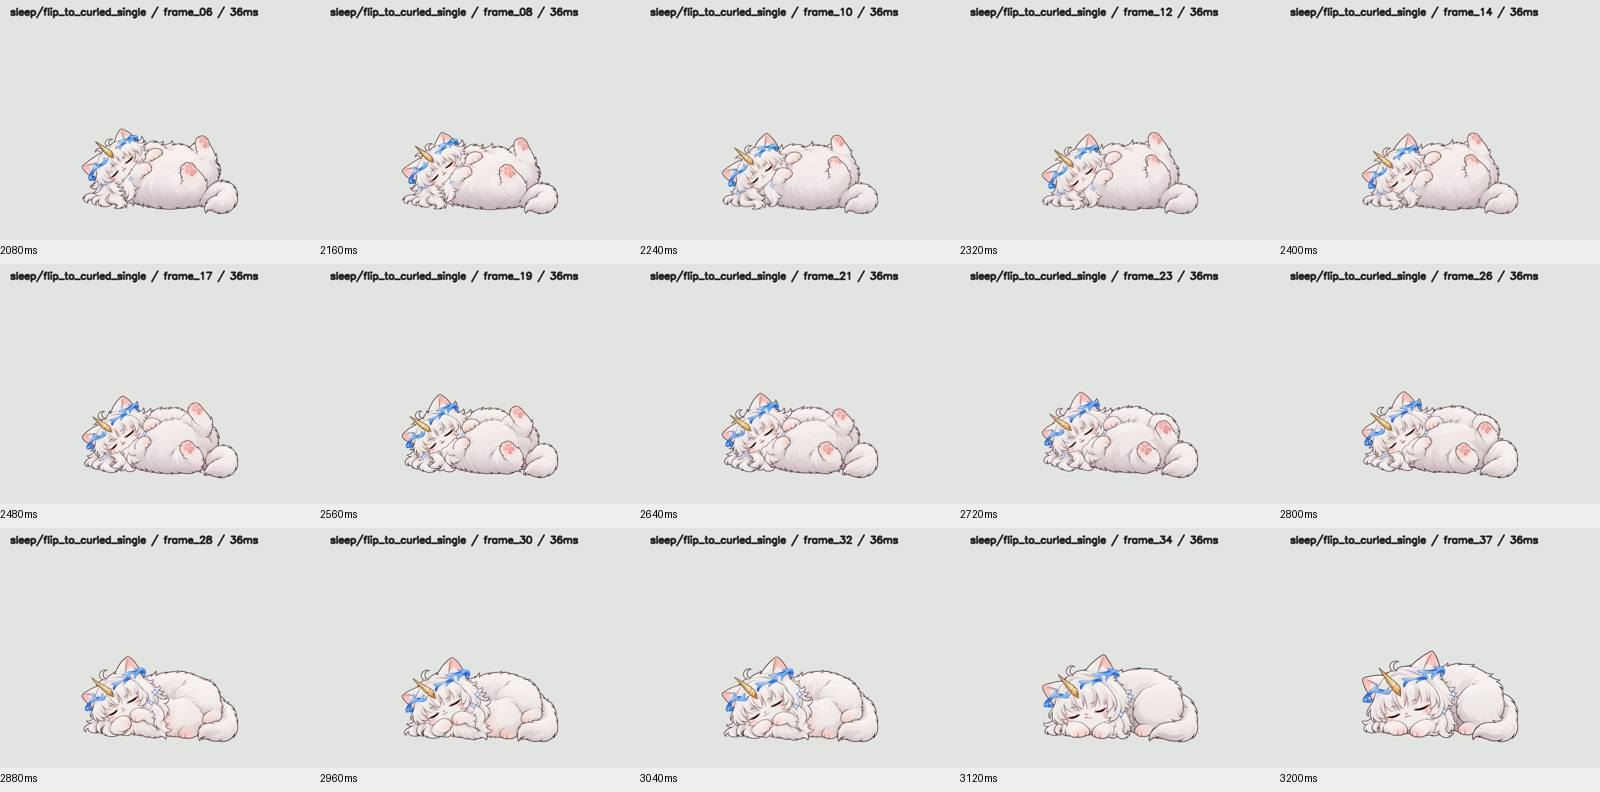 sleep/flip_to_curled_single / frame_06 / 36ms
sleep/flip_to_curled_single / frame_08 / 36ms
sleep/flip_to_curled_single / frame_10 / 36ms
sleep/flip_to_curled_single / frame_12 / 36ms
sleep/flip_to_curled_single / frame_14 / 36ms
2080ms
2160ms
2240ms
2320ms
2400ms
sleep/flip_to_curled_single / frame_17 / 36ms
sleep/flip_to_curled_single / frame_19 / 36ms
sleep/flip_to_curled_single / frame_21 / 36ms
sleep/flip_to_curled_single / frame_23 / 36ms
sleep/flip_to_curled_single / frame_26 / 36ms
2480ms
2560ms
2640ms
2720ms
2800ms
sleep/flip_to_curled_single / frame_28 / 36ms
sleep/flip_to_curled_single / frame_30 / 36ms
sleep/flip_to_curled_single / frame_32 / 36ms
sleep/flip_to_curled_single / frame_34 / 36ms
sleep/flip_to_curled_single / frame_37 / 36ms
2880ms
2960ms
3040ms
3120ms
3200ms